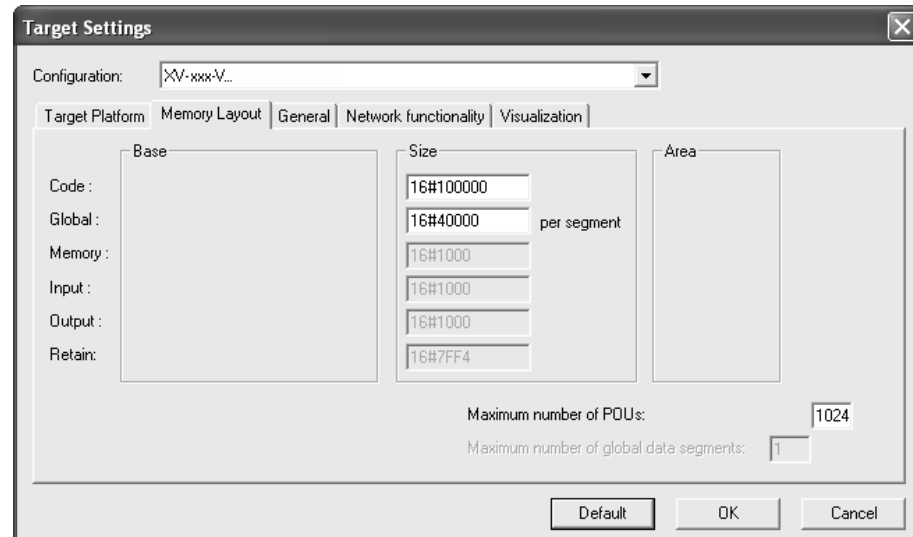 Target Settings
Configuration: XV-xxx-V...
Target Platform Memory Layout General Network functionality Visualization
Base Size Area
Code : 16#100000
Global : 16#40000 per segment
Memory : 16#1000
Input : 16#1000
Output : 16#1000
Retain: 16#7FF4
Maximum number of POUs: 1024
Maximum number of global data segments: 1
Default OK Cancel